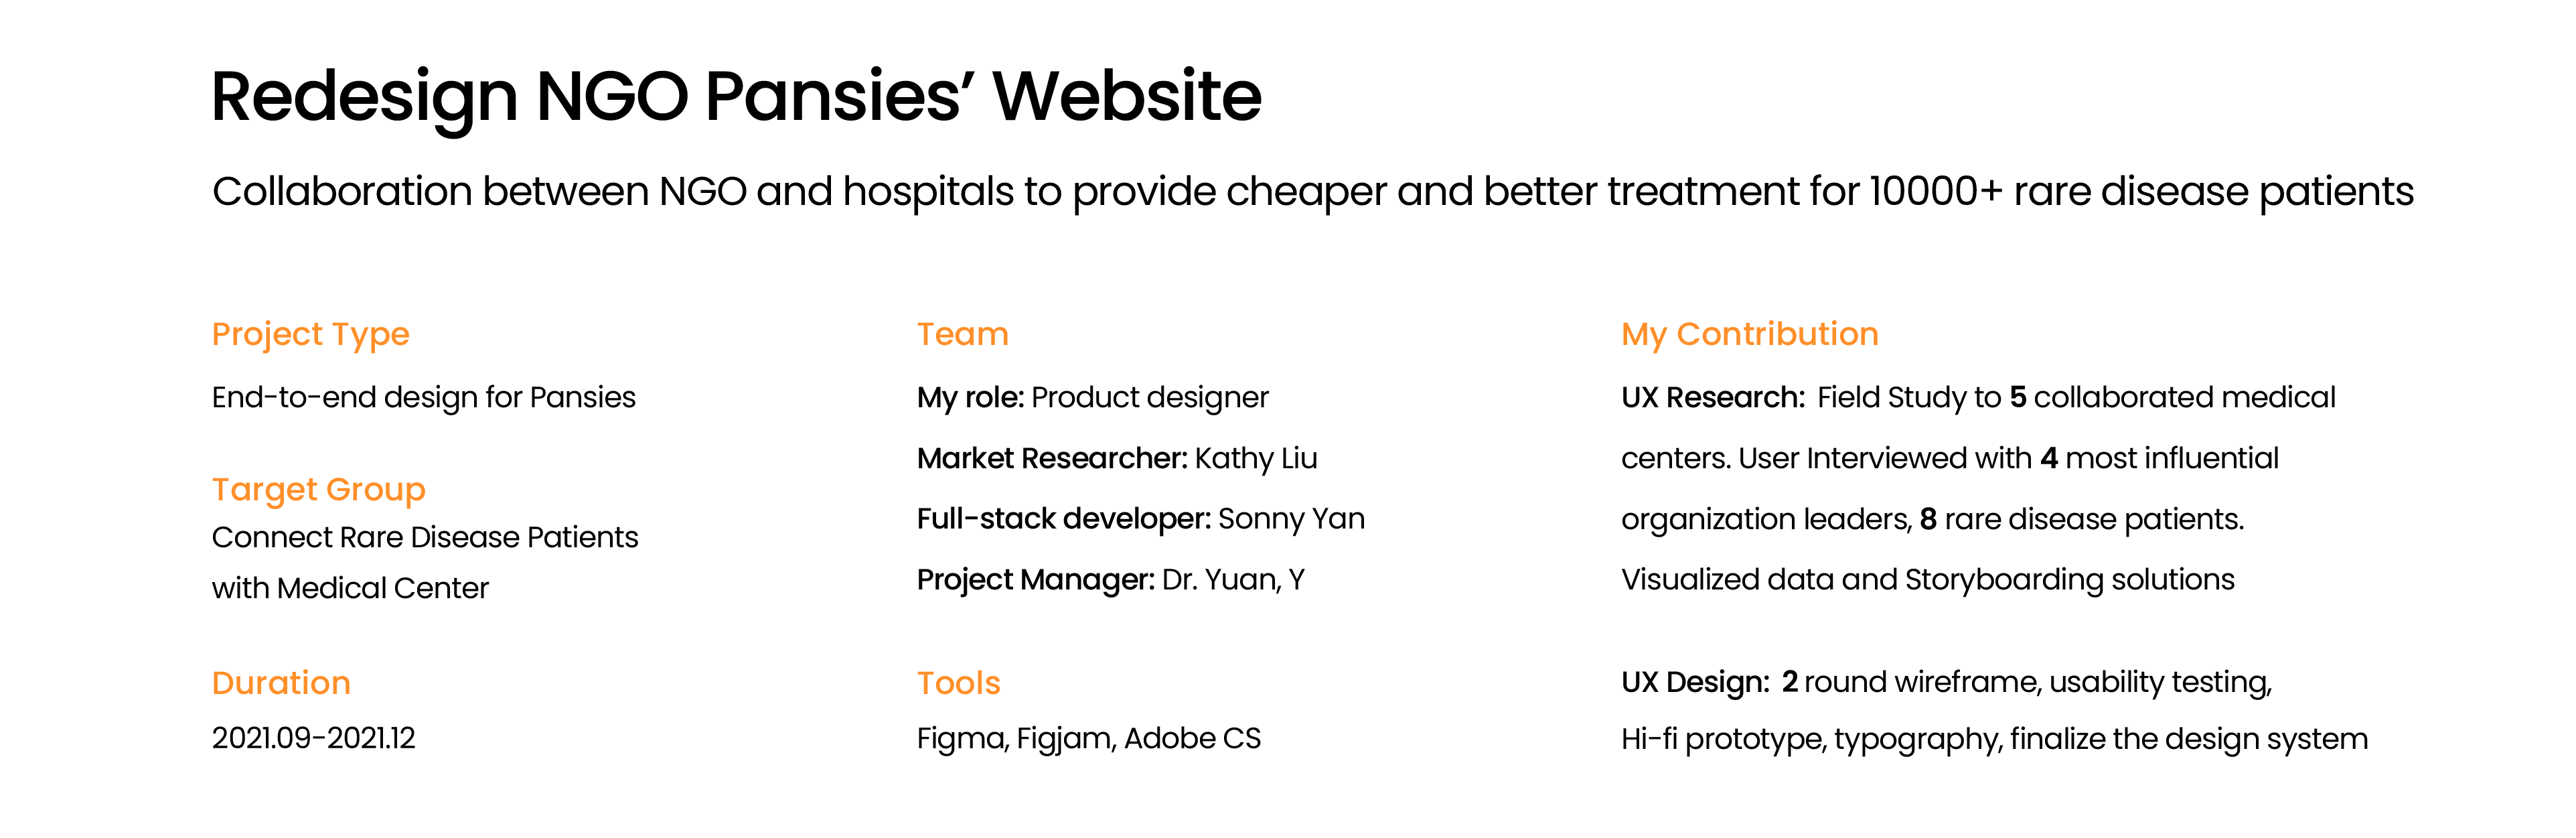 Redesign NGO Pansies’ Website
Collaboration between NGO and hospitals to provide cheaper and better treatment for 10000+ rare disease patients
Project Type
End-to-end design for Pansies
Target Group
Connect Rare Disease Patients
with Medical Center
Duration
2021.09-2021.12
Team
My role: Product designer
Market Researcher: Kathy Liu
Full-stack developer: Sonny Yan
Project Manager: Dr. Yuan, Y
Tools
Figma, Figjam, Adobe CS
My Contribution
UX Research: Field Study to 5 collaborated medical
centers. User Interviewed with 4 most influential
organization leaders, 8 rare disease patients.
Visualized data and Storyboarding solutions
UX Design: 2 round wireframe, usability testing,
Hi-fi prototype, typography, finalize the design system